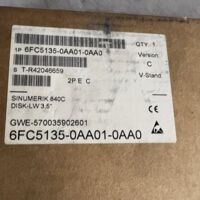 1P 6FC5135-0AA01-0AA0 QTY. 1
Version
S T-R42046659 C
2P E C V-Stand
SINUMERIK 840C
DISK-LW 3,5"
GWE-570035902601
6FC5135-0AA01-0AA0